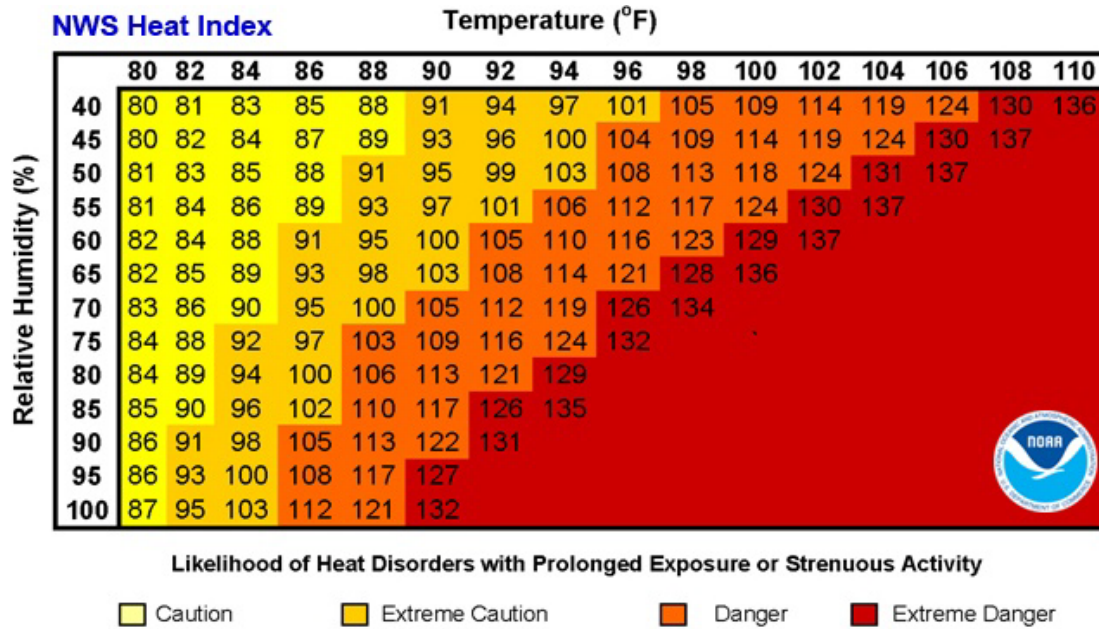 NWS Heat Index
Temperature (°F)
80 82 84 86 88 90 92 94 96 98 100 102 104 106 108 110
Relative Humidity (%)
40 80 81 83 85 88 91 94 97 101 105 109 114 119 124 130 136
45 80 82 84 87 89 93 96 100 104 109 114 119 124 130 137
50 81 83 85 88 91 95 99 103 108 113 118 124 131 137
55 81 84 86 89 93 97 101 106 112 117 124 130 137
60 82 84 88 91 95 100 105 110 116 123 129 137
65 82 85 89 93 98 103 108 114 121 128 136
70 83 86 90 95 100 105 112 119 126 134
75 84 88 92 97 103 109 116 124 132
80 84 89 94 100 106 113 121 129
85 85 90 96 102 110 117 126 135
90 86 91 98 105 113 122 131
95 86 93 100 108 117 127
100 87 95 103 112 121 132
NATIONAL OCEANIC AND ATMOSPHERIC ADMINISTRATION
NOAA
U.S. DEPARTMENT OF COMMERCE
Likelihood of Heat Disorders with Prolonged Exposure or Strenuous Activity
Caution Extreme Caution Danger Extreme Danger